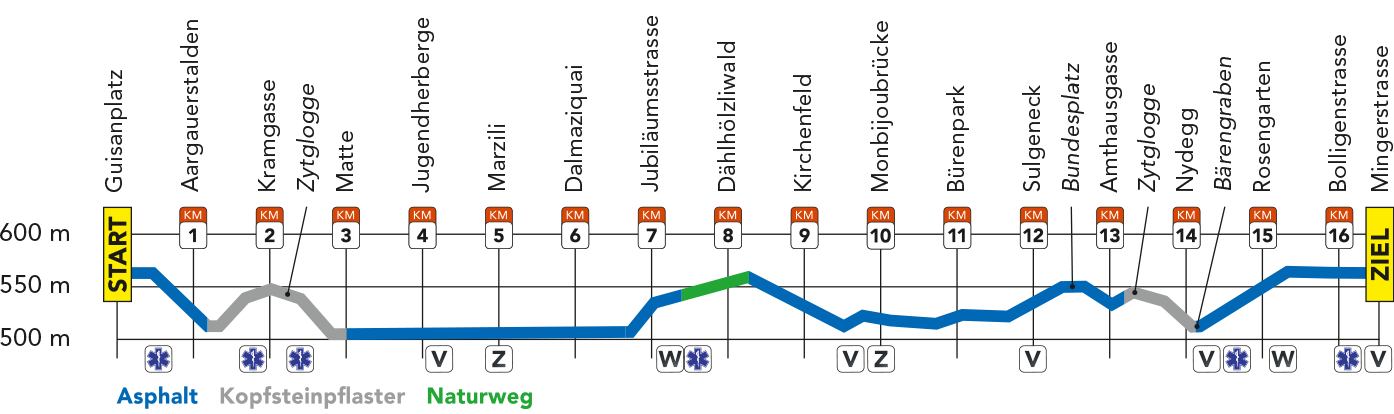 Guisanplatz
Aargauerstalden
Kramgasse
Zytglogge
Matte
Jugendherberge
Marzili
Dalmaziquai
Jubiläumsstrasse
Dählhölzliwald
Kirchenfeld
Monbijoubrücke
Bürenpark
Sulgeneck
Bundesplatz
Amthausgasse
Zytglogge
Nydegg
Bärengraben
Rosengarten
Bolligenstrasse
Mingerstrasse
KM KM KM KM KM KM KM KM KM KM KM KM KM KM KM KM
600 m 1 2 3 4 5 6 7 8 9 10 11 12 13 14 15 16
START
ZIEL
550 m
500 m
V Z W V Z V V W V
Asphalt Kopfsteinpflaster Naturweg